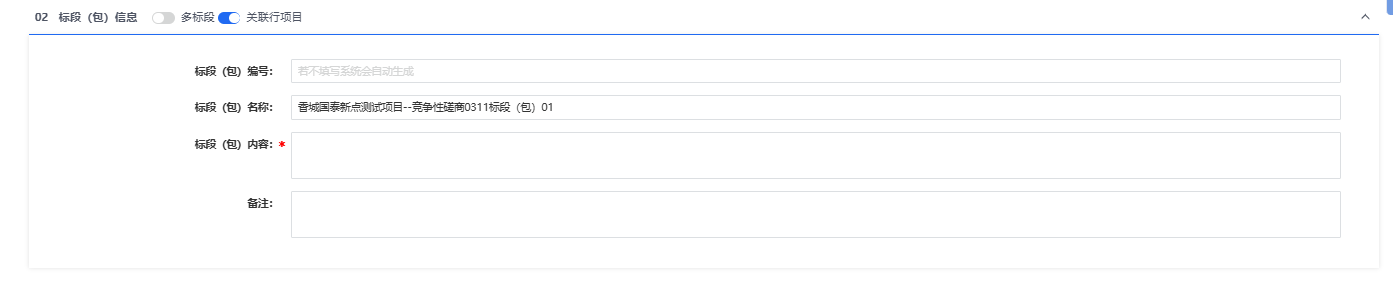 02 标段（包）信息 多标段 关联行项目
标段（包）编号：若不填写系统会自动生成
标段（包）名称：香城国泰新点测试项目--竞争性磋商0311标段（包）01
标段（包）内容：*
备注：